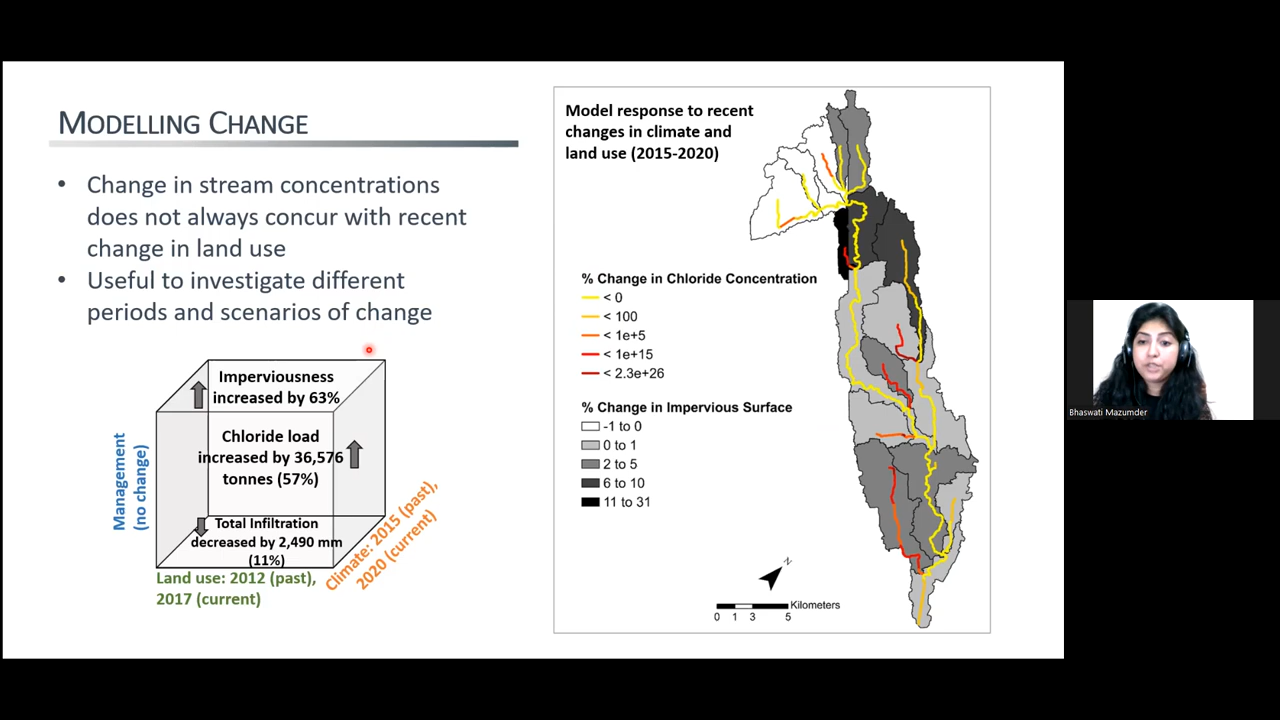 MODELLING CHANGE
• Change in stream concentrations
does not always concur with recent
change in land use
• Useful to investigate different
periods and scenarios of change
Imperviousness
increased by 63%
Chloride load
increased by 36,576
tonnes (57%)
Total Infiltration
decreased by 2,490 mm
(11%)
Management
(no change)
Land use: 2012 (past),
2017 (current)
Climate: 2015 (past),
2020 (current)
Model response to recent
changes in climate and
land use (2015-2020)
% Change in Chloride Concentration
< 0
< 100
< 1e+5
< 1e+15
< 2.3e+26
% Change in Impervious Surface
-1 to 0
0 to 1
2 to 5
6 to 10
11 to 31
N
Kilometers
0 1 3 5
Bhaswati Mazumder